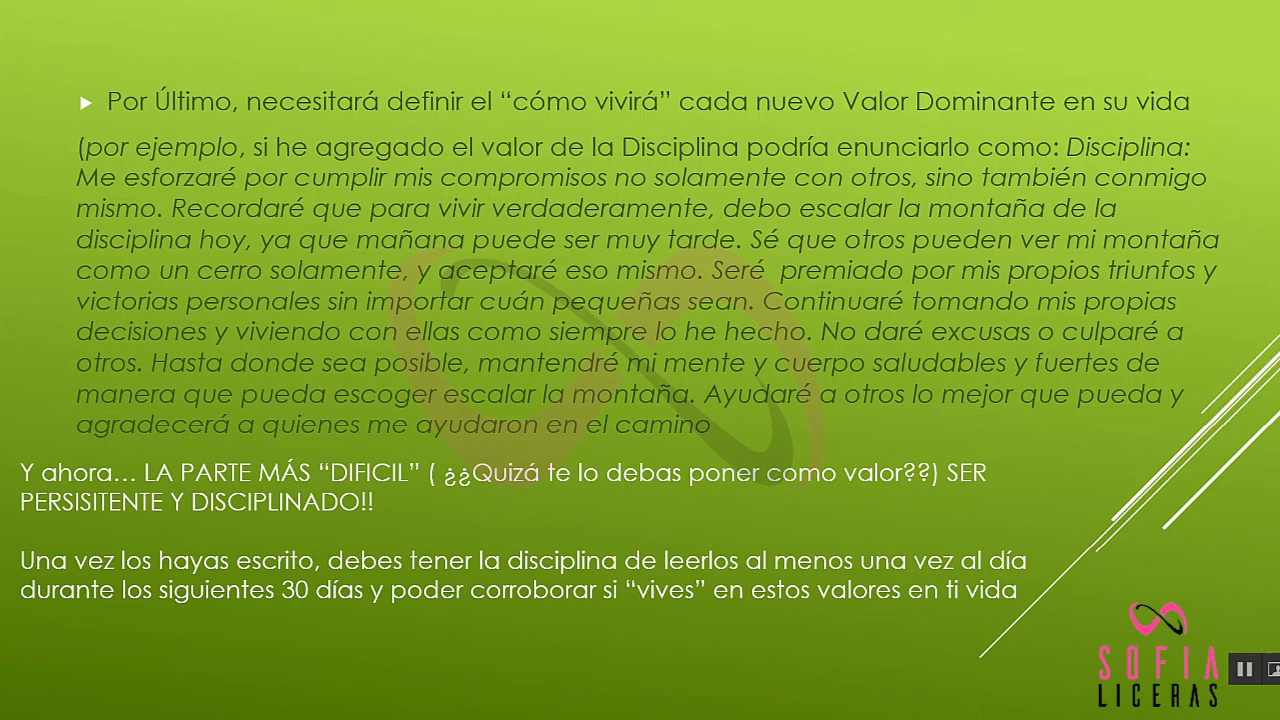 Por Último, necesitará definir el “cómo vivirá” cada nuevo Valor Dominante en su vida
(por ejemplo, si he agregado el valor de la Disciplina podría enunciarlo como: Disciplina:
Me esforzaré por cumplir mis compromisos no solamente con otros, sino también conmigo
mismo. Recordaré que para vivir verdaderamente, debo escalar la montaña de la
disciplina hoy, ya que mañana puede ser muy tarde. Sé que otros pueden ver mi montaña
como un cerro solamente, y aceptaré eso mismo. Seré  premiado por mis propios triunfos y
victorias personales sin importar cuán pequeñas sean. Continuaré tomando mis propias
decisiones y viviendo con ellas como siempre lo he hecho. No daré excusas o culparé a
otros. Hasta donde sea posible, mantendré mi mente y cuerpo saludables y fuertes de
manera que pueda escoger escalar la montaña. Ayudaré a otros lo mejor que pueda y
agradecerá a quienes me ayudaron en el camino
Y ahora… LA PARTE MÁS “DIFICIL” ( ¿¿Quizá te lo debas poner como valor??) SER
PERSISITENTE Y DISCIPLINADO!!
Una vez los hayas escrito, debes tener la disciplina de leerlos al menos una vez al día
durante los siguientes 30 días y poder corroborar si “vives” en estos valores en ti vida
SOFIA
LICERAS